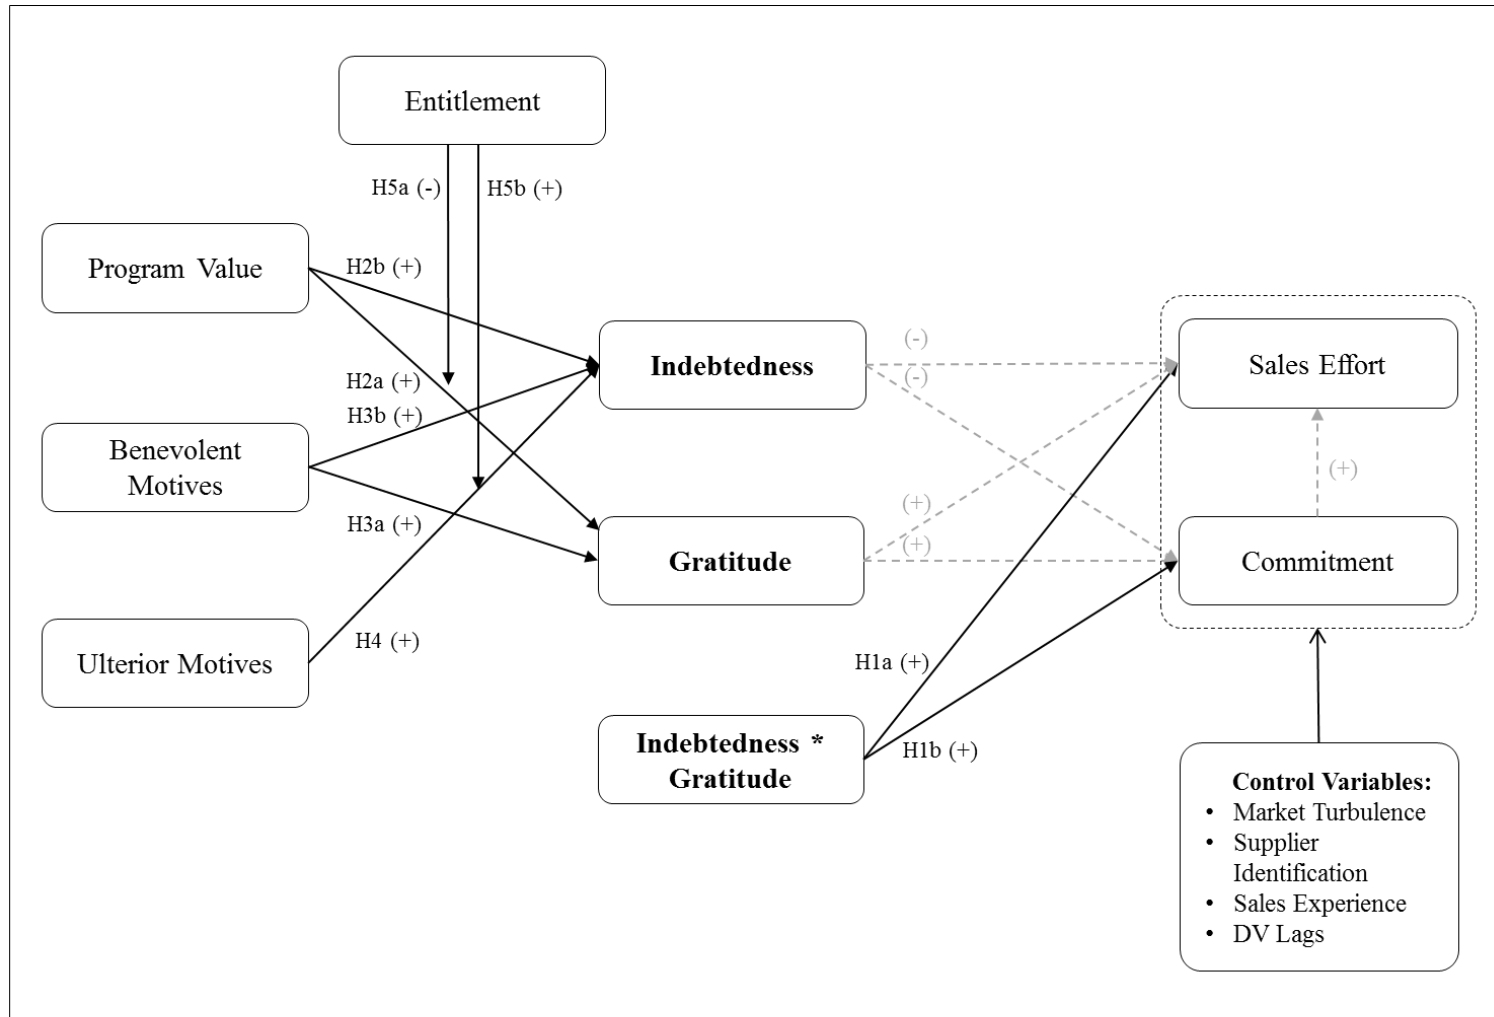 Entitlement
H5a (-)
H5b (+)
Program Value
H2b (+)
H2a (+)
H3b (+)
Benevolent
Motives
H3a (+)
Ulterior Motives
H4 (+)
Indebtedness
Gratitude
Indebtedness *
Gratitude
(-)
(-)
(+)
(+)
H1a (+)
H1b (+)
Sales Effort
(+)
Commitment
Control Variables:
• Market Turbulence
• Supplier
Identification
• Sales Experience
• DV Lags